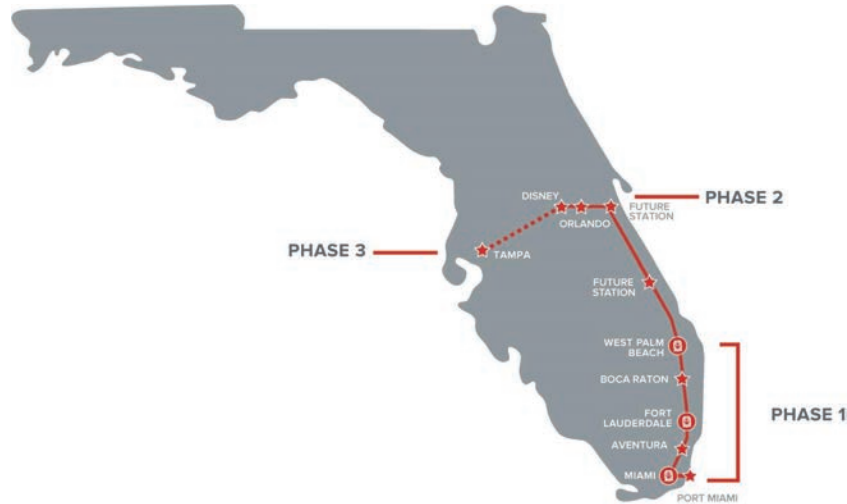 DISNEY
PHASE 2
FUTURE
STATION
ORLANDO
PHASE 3
TAMPA
FUTURE
STATION
WEST PALM
BEACH
BOCA RATON
PHASE 1
FORT
LAUDERDALE
AVENTURA
MIAMI
PORT MIAMI